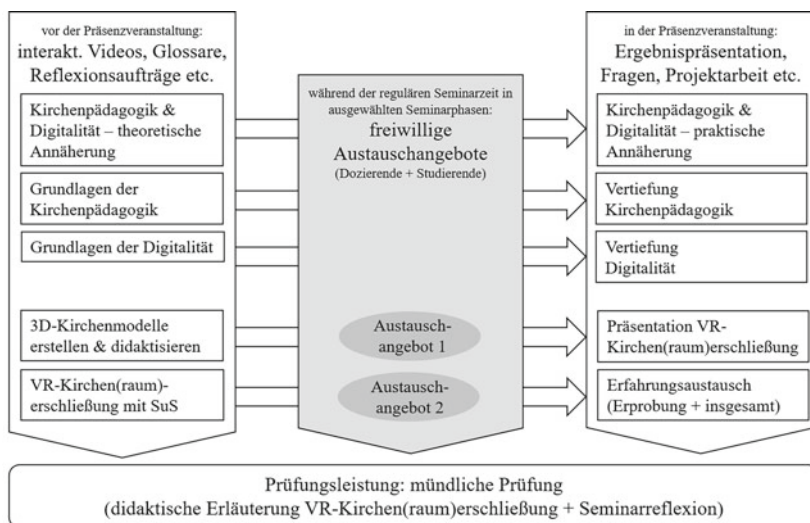 vor der Präsenzveranstaltung:
interakt. Videos, Glossare,
Reflexionsaufträge etc.
Kirchenpädagogik &
Digitalität – theoretische
Annäherung
Grundlagen der
Kirchenpädagogik
Grundlagen der Digitalität
3D-Kirchenmodelle
erstellen & didaktisieren
VR-Kirchen(raum)-
erschließung mit SuS
während der regulären Seminarzeit in
ausgewählten Seminarphasen:
freiwillige
Austauschangebote
(Dozierende + Studierende)
Austausch-
angebot 1
Austausch-
angebot 2
in der Präsenzveranstaltung:
Ergebnispräsentation,
Fragen, Projektarbeit etc.
Kirchenpädagogik &
Digitalität – praktische
Annäherung
Vertiefung
Kirchenpädagogik
Vertiefung
Digitalität
Präsentation VR-
Kirchen(raum)erschließung
Erfahrungsaustausch
(Erprobung + insgesamt)
Prüfungsleistung: mündliche Prüfung
(didaktische Erläuterung VR-Kirchen(raum)erschließung + Seminarreflexion)